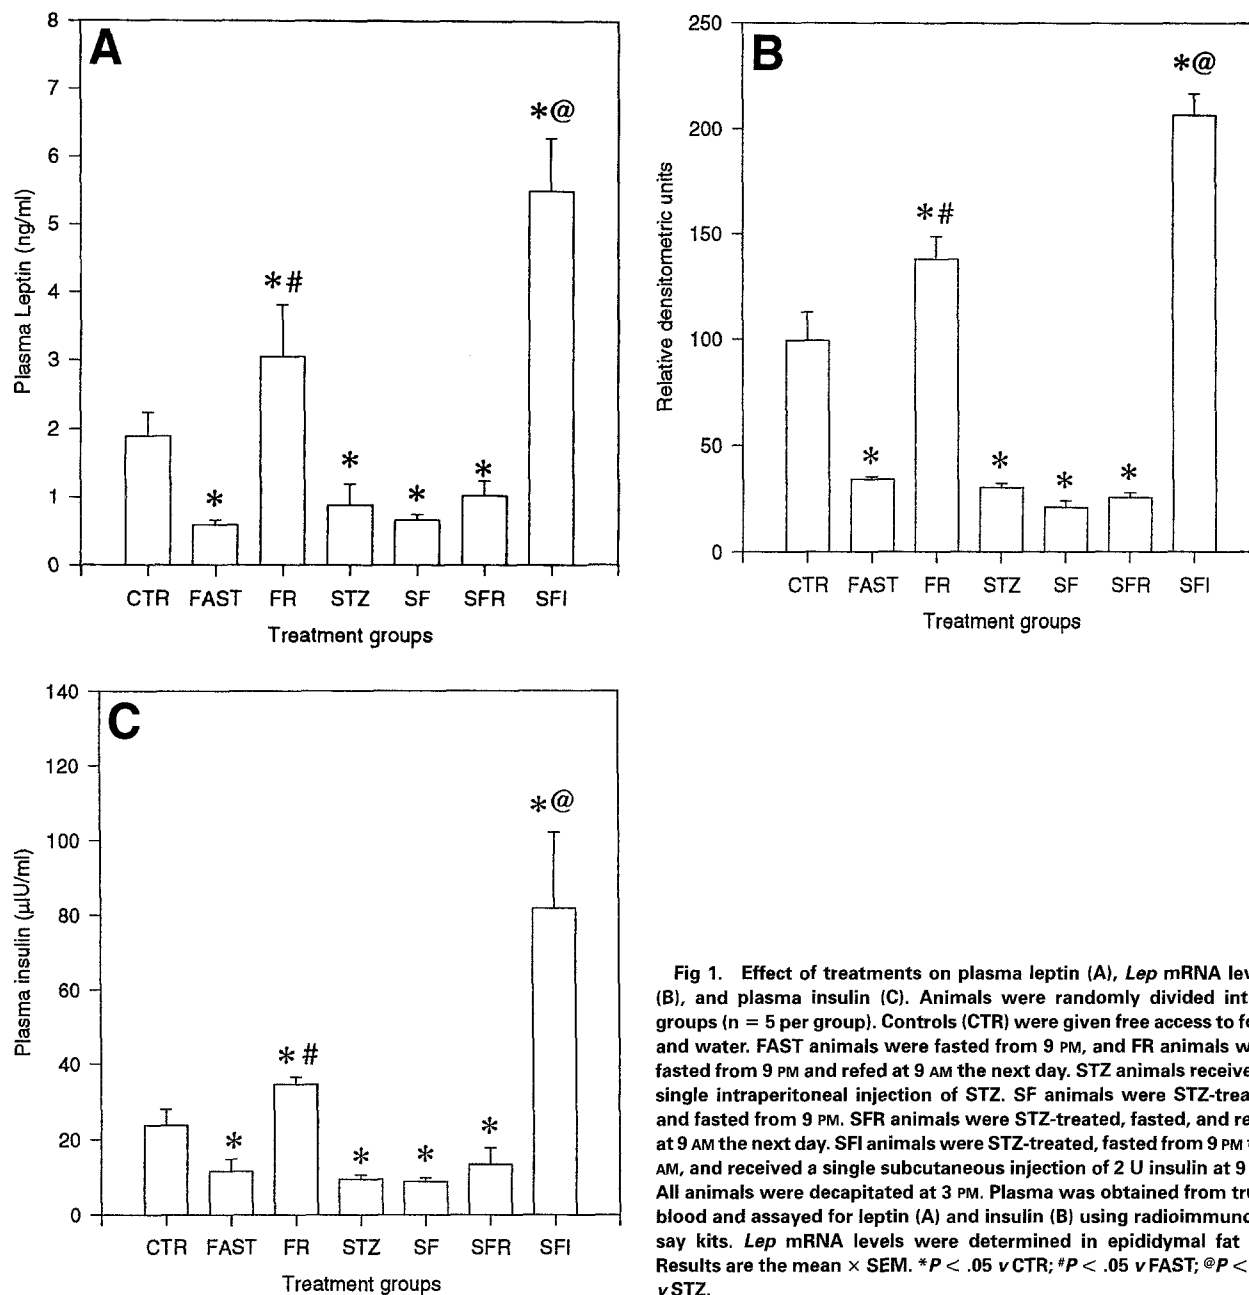 A
8
7
6
5
4
3
2
1
0
Plasma Leptin (ng/ml)
*
*#
*
*
*
*@
CTR FAST FR STZ SF SFR SFI
Treatment groups
B
250
200
150
100
50
0
Relative densitometric units
*
*#
*
*
*
*@
CTR FAST FR STZ SF SFR SFI
Treatment groups
C
140
120
100
80
60
40
20
0
Plasma insulin (µIU/ml)
*
*#
*
*
*
*@
CTR FAST FR STZ SF SFR SFI
Treatment groups
Fig 1. Effect of treatments on plasma leptin (A), Lep mRNA
(B), and plasma insulin (C). Animals were randomly divided
groups (n = 5 per group). Controls (CTR) were given free access to
and water. FAST animals were fasted from 9 PM, and FR animals
fasted from 9 PM and refed at 9 AM the next day. STZ animals
single intraperitoneal injection of STZ. SF animals were
and fasted from 9 PM. SFR animals were STZ-treated, fasted, and
at 9 AM the next day. SFI animals were STZ-treated, fasted from 9 PM
AM, and received a single subcutaneous injection of 2 U insulin at 9
All animals were decapitated at 3 PM. Plasma was obtained from
blood and assayed for leptin (A) and insulin (B) using
say kits. Lep mRNA levels were determined in epididymal fat
Results are the mean × SEM. *P < .05 v CTR; #P < .05 v FAST; @P <
v STZ.